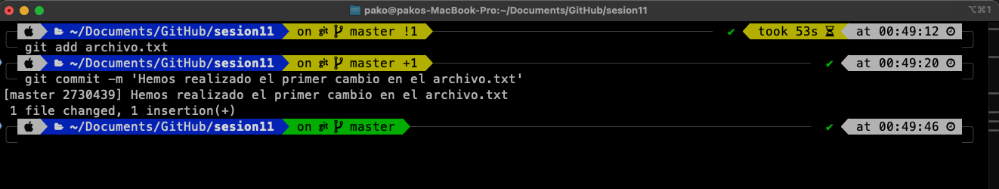 pako@pakos-MacBook-Pro:~/Documents/GitHub/sesion11 ⌥⌘1
~/Documents/GitHub/sesion11 on git master !1 ✔ took 53s at 00:49:12
git add archivo.txt
~/Documents/GitHub/sesion11 on git master +1 ✔ at 00:49:20
git commit -m 'Hemos realizado el primer cambio en el archivo.txt'
[master 2730439] Hemos realizado el primer cambio en el archivo.txt
1 file changed, 1 insertion(+)
~/Documents/GitHub/sesion11 on git master ✔ at 00:49:46